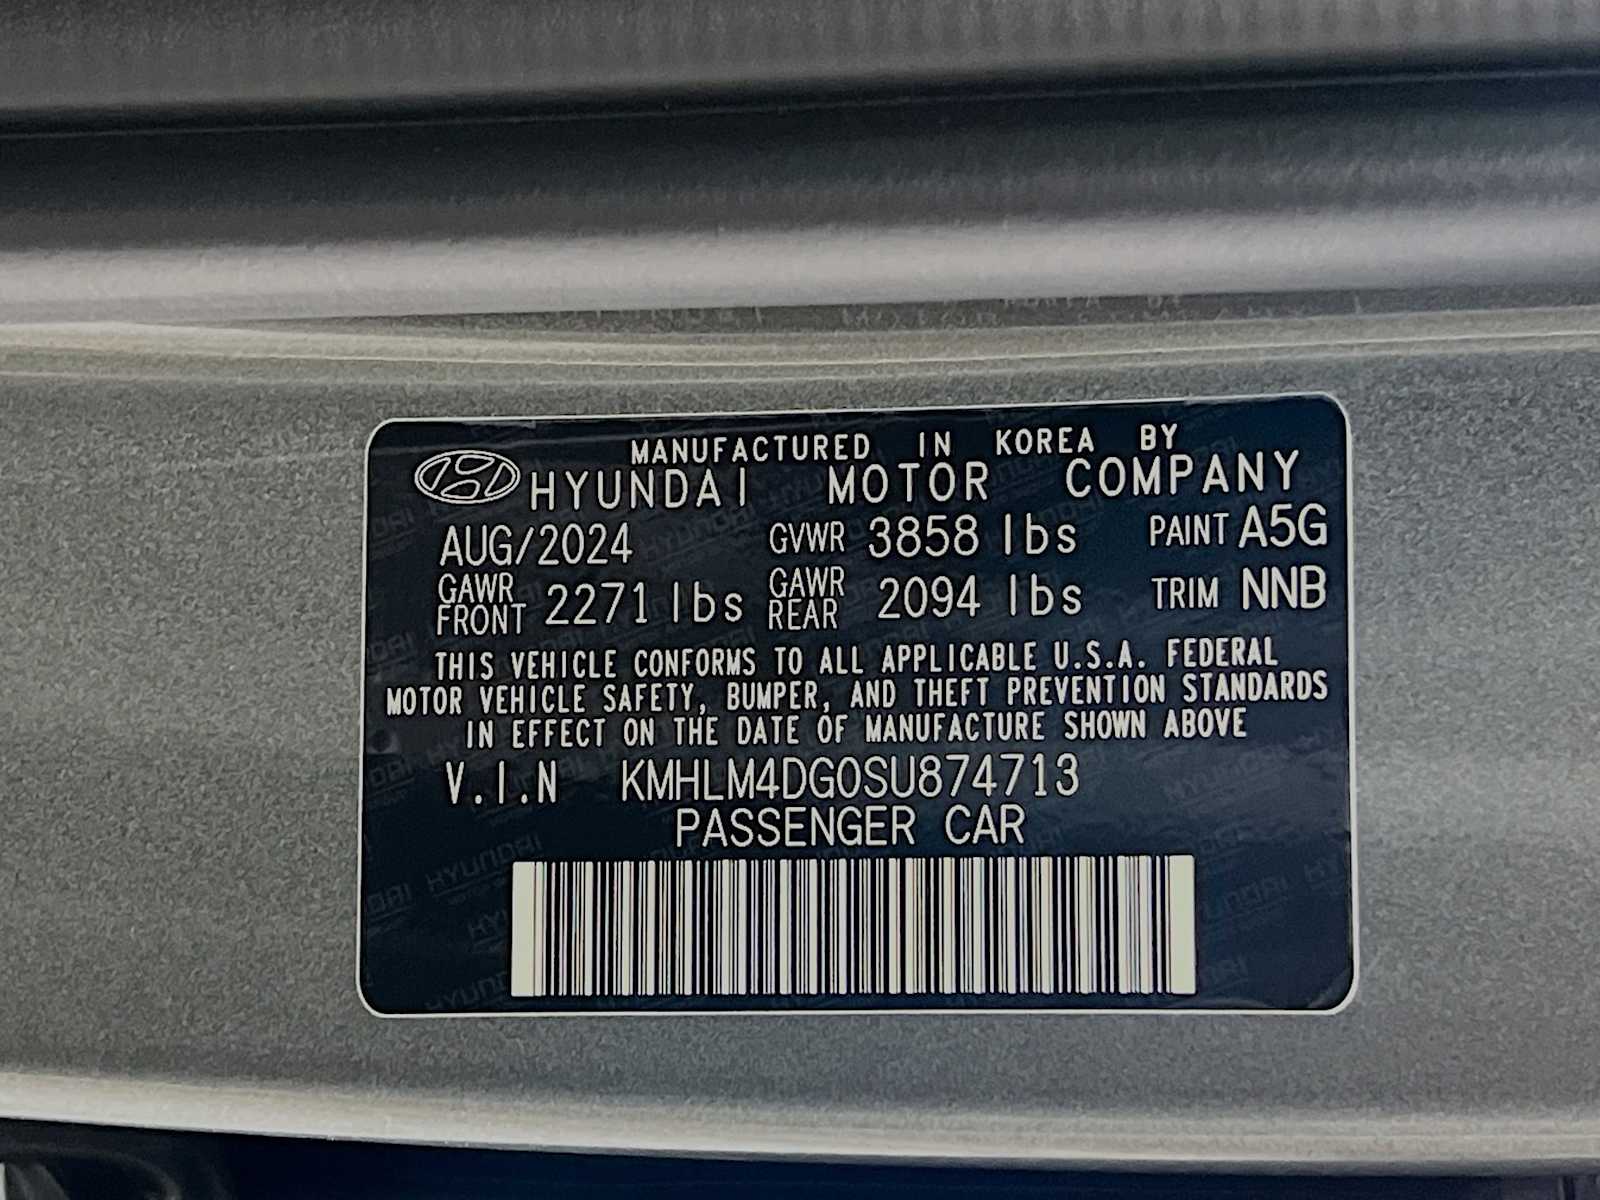 MANUFACTURED IN KOREA BY
HYUNDAI MOTOR COMPANY
AUG/2024 GVWR 3858 lbs PAINT A5G
GAWR FRONT 2271 lbs GAWR REAR 2094 lbs TRIM NNB
THIS VEHICLE CONFORMS TO ALL APPLICABLE U.S.A. FEDERAL
MOTOR VEHICLE SAFETY, BUMPER, AND THEFT PREVENTION STANDARDS
IN EFFECT ON THE DATE OF MANUFACTURE SHOWN ABOVE
V.I.N KMHLM4DG0SU874713
PASSENGER CAR